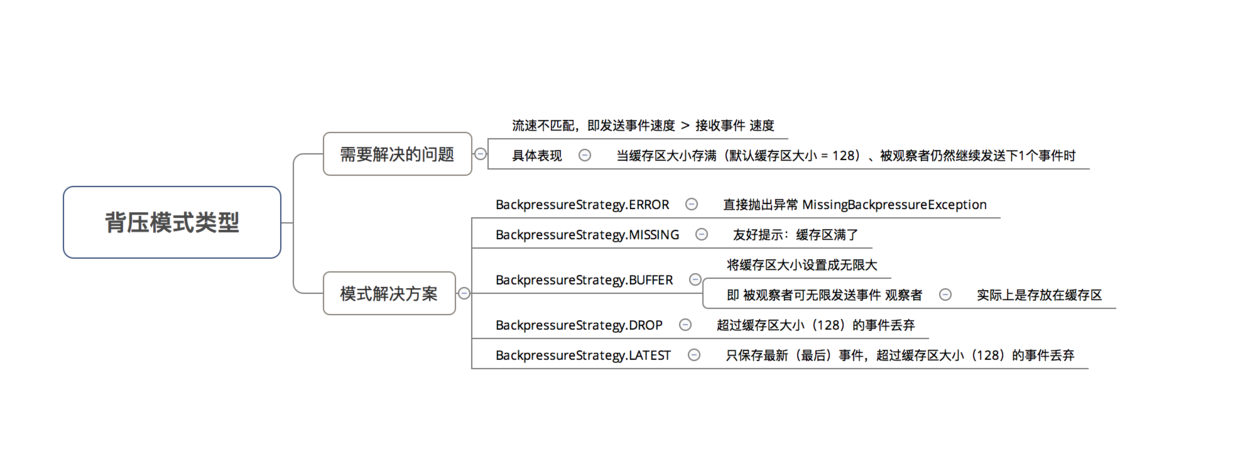 背压模式类型
需要解决的问题
流速不匹配，即发送事件速度 > 接收事件 速度
具体表现
当缓存区大小存满（默认缓存区大小 = 128）、被观察者仍然继续发送下1个事件时
模式解决方案
BackpressureStrategy.ERROR
直接抛出异常 MissingBackpressureException
BackpressureStrategy.MISSING
友好提示：缓存区满了
BackpressureStrategy.BUFFER
将缓存区大小设置成无限大
即 被观察者可无限发送事件 观察者
实际上是存放在缓存区
BackpressureStrategy.DROP
超过缓存区大小（128）的事件丢弃
BackpressureStrategy.LATEST
只保存最新（最后）事件，超过缓存区大小（128）的事件丢弃